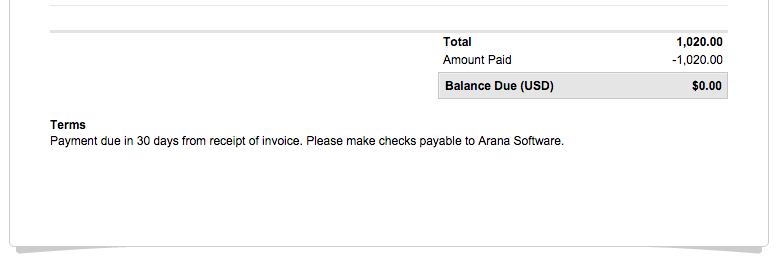 Total 1,020.00
Amount Paid -1,020.00
Balance Due (USD) $0.00
Terms
Payment due in 30 days from receipt of invoice. Please make checks payable to Arana Software.